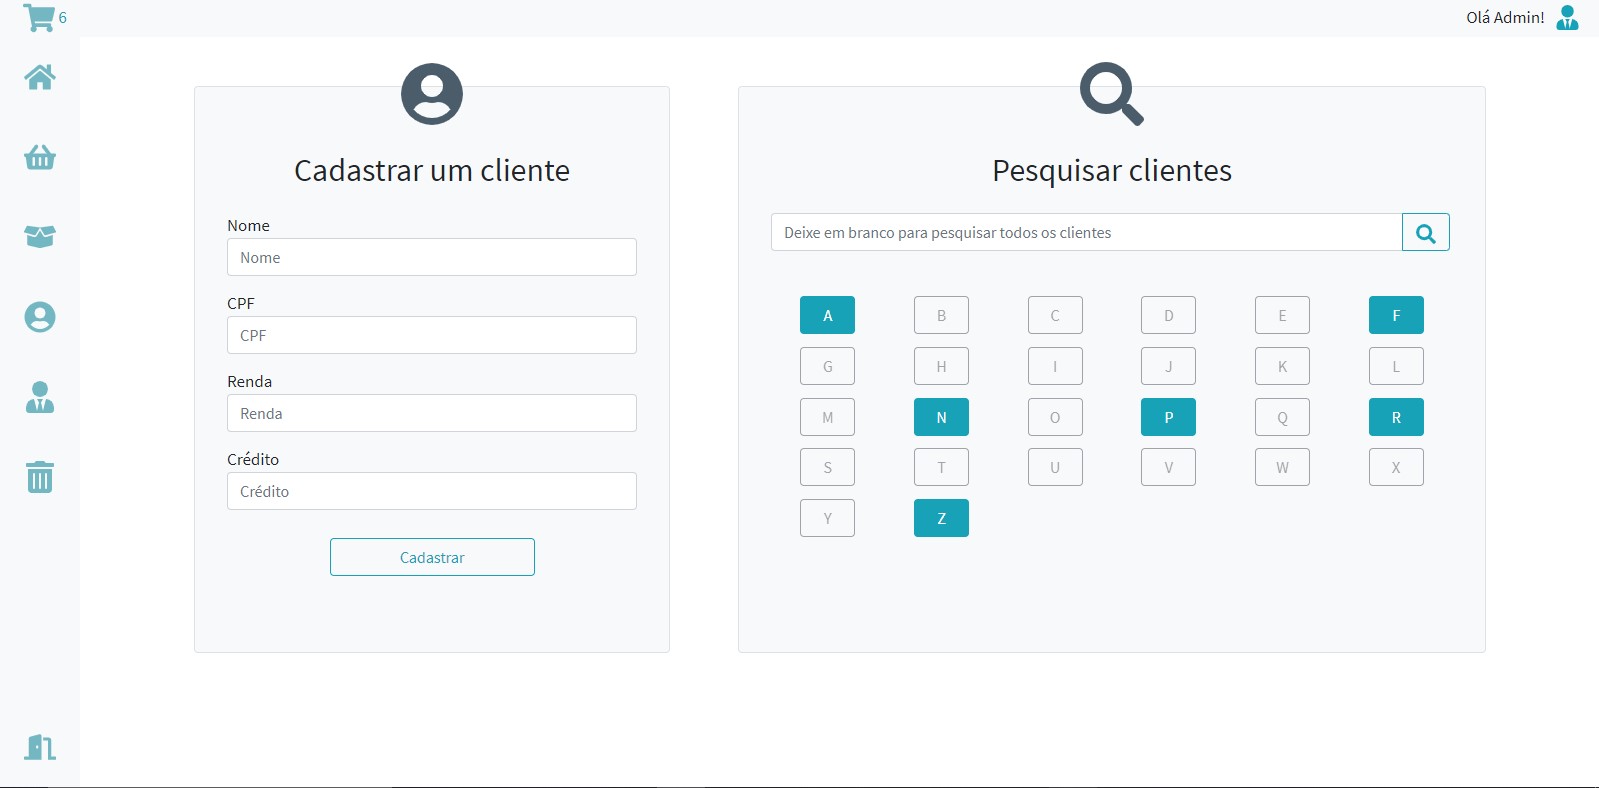 6
Olá Admin!
Cadastrar um cliente
Nome
Nome
CPF
CPF
Renda
Renda
Crédito
Crédito
Cadastrar
Pesquisar clientes
Deixe em branco para pesquisar todos os clientes
A B C D E F
G H I J K L
M N O P Q R
S T U V W X
Y Z